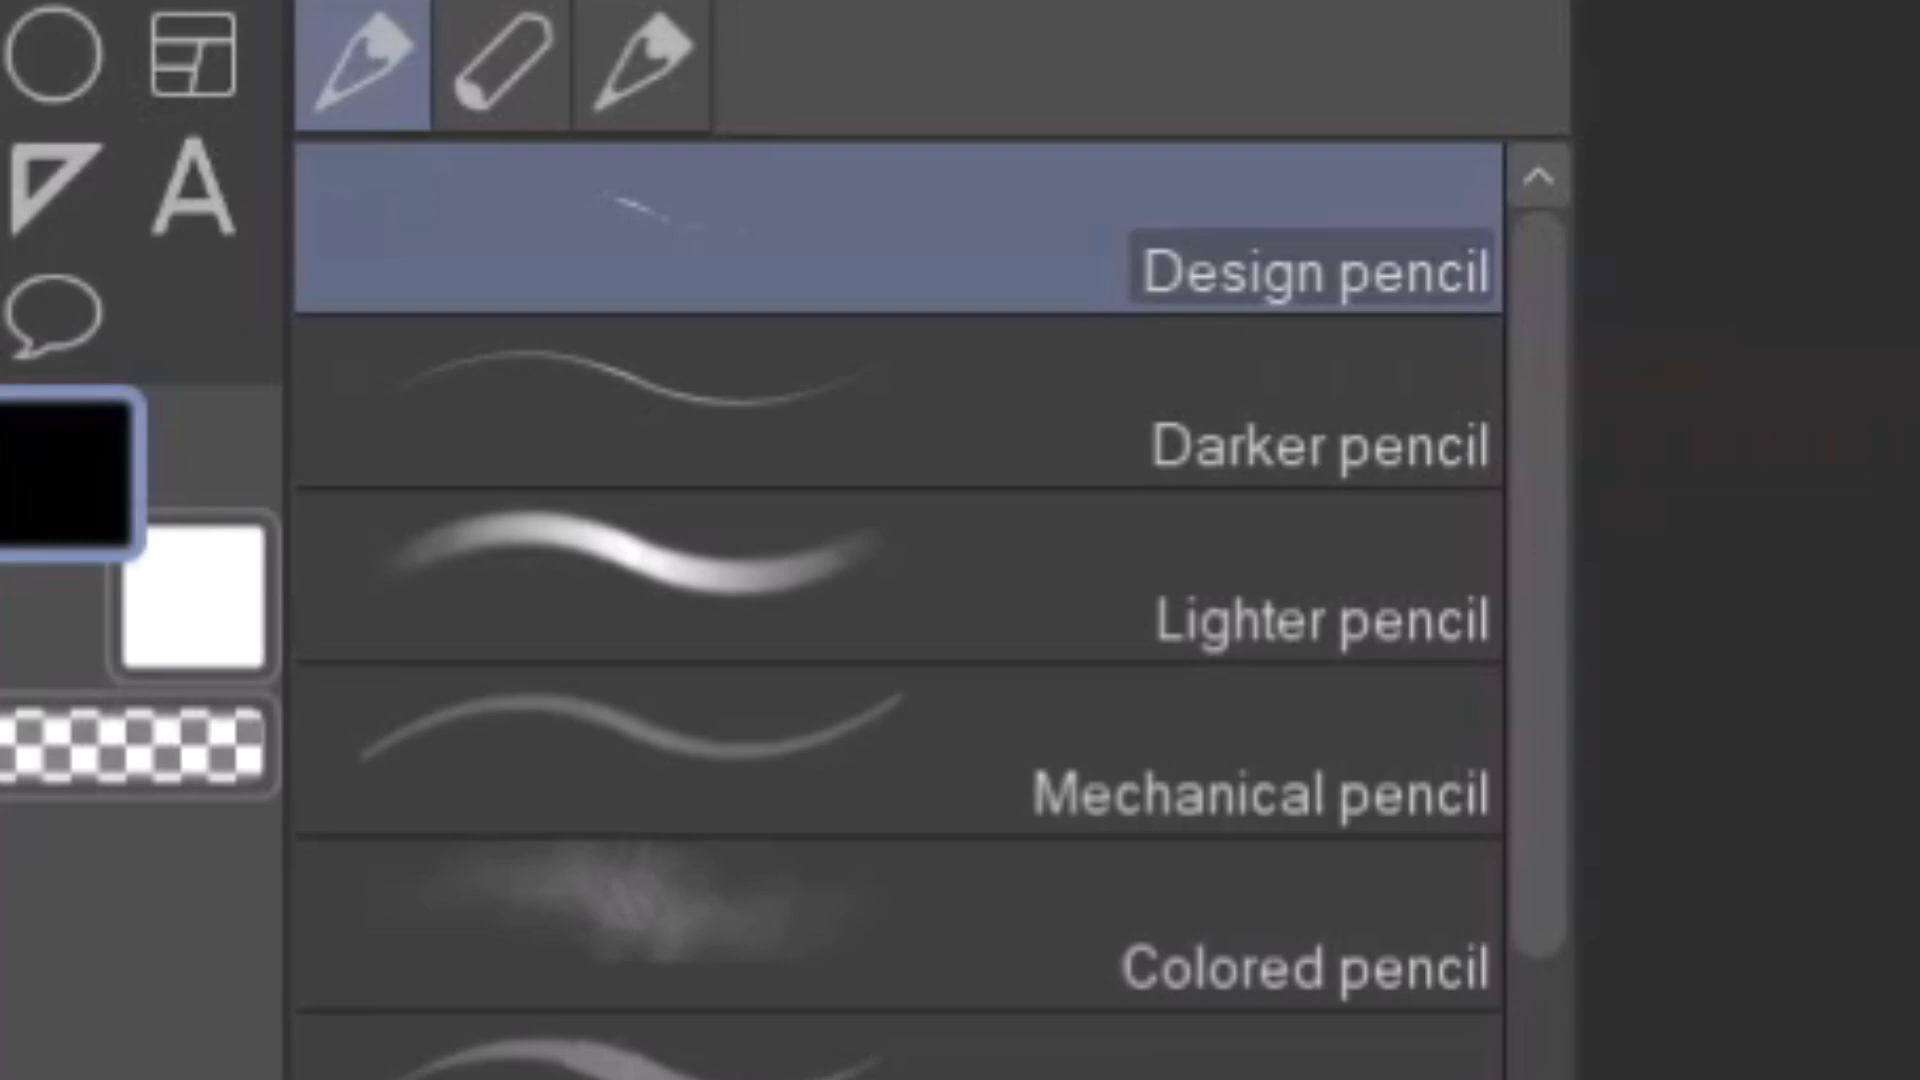 A
Design pencil
Darker pencil
Lighter pencil
Mechanical pencil
Colored pencil